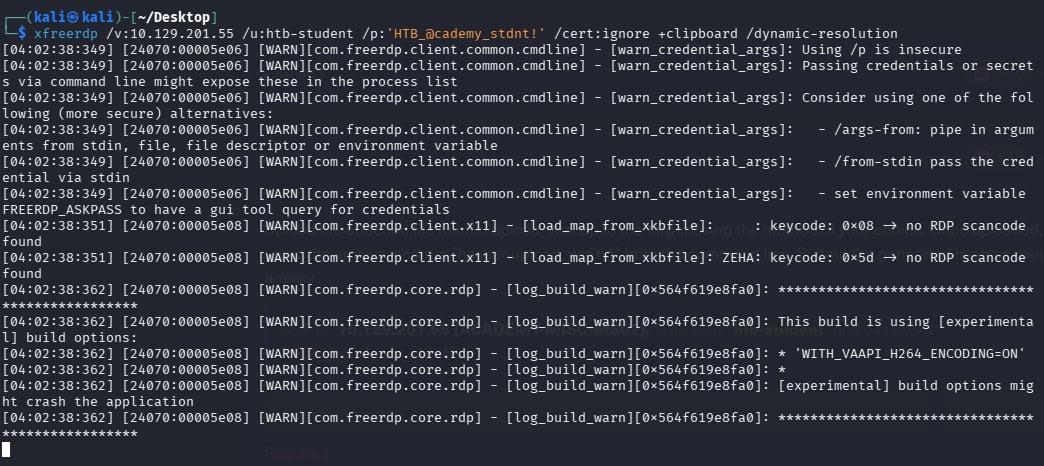 ┌──(kali㉿kali)-[~/Desktop]
└─$ xfreerdp /v:10.129.201.55 /u:htb-student /p:'HTB_@cademy_stdnt!' /cert:ignore +clipboard /dynamic-resolution
[04:02:38:349] [24070:00005e06] [WARN][com.freerdp.client.common.cmdline] - [warn_credential_args]: Using /p is insecure
[04:02:38:349] [24070:00005e06] [WARN][com.freerdp.client.common.cmdline] - [warn_credential_args]: Passing credentials or secret
s via command line might expose these in the process list
[04:02:38:349] [24070:00005e06] [WARN][com.freerdp.client.common.cmdline] - [warn_credential_args]: Consider using one of the fol
lowing (more secure) alternatives:
[04:02:38:349] [24070:00005e06] [WARN][com.freerdp.client.common.cmdline] - [warn_credential_args]:   - /args-from: pipe in argum
ents from stdin, file, file descriptor or environment variable
[04:02:38:349] [24070:00005e06] [WARN][com.freerdp.client.common.cmdline] - [warn_credential_args]:   - /from-stdin pass the cred
ential via stdin
[04:02:38:349] [24070:00005e06] [WARN][com.freerdp.client.common.cmdline] - [warn_credential_args]:   - set environment variable
FREERDP_ASKPASS to have a gui tool query for credentials
[04:02:38:351] [24070:00005e06] [WARN][com.freerdp.client.x11] - [load_map_from_xkbfile]:     : keycode: 0×08 → no RDP scancode
found
[04:02:38:351] [24070:00005e06] [WARN][com.freerdp.client.x11] - [load_map_from_xkbfile]: ZEHA: keycode: 0×5d → no RDP scancode
found
[04:02:38:362] [24070:00005e08] [WARN][com.freerdp.core.rdp] - [log_build_warn][0×564f619e8fa0]: *********************************
*****************
[04:02:38:362] [24070:00005e08] [WARN][com.freerdp.core.rdp] - [log_build_warn][0×564f619e8fa0]: This build is using [experimenta
l] build options:
[04:02:38:362] [24070:00005e08] [WARN][com.freerdp.core.rdp] - [log_build_warn][0×564f619e8fa0]: * 'WITH_VAAPI_H264_ENCODING=ON'
[04:02:38:362] [24070:00005e08] [WARN][com.freerdp.core.rdp] - [log_build_warn][0×564f619e8fa0]: *
[04:02:38:362] [24070:00005e08] [WARN][com.freerdp.core.rdp] - [log_build_warn][0×564f619e8fa0]: [experimental] build options mig
ht crash the application
[04:02:38:362] [24070:00005e08] [WARN][com.freerdp.core.rdp] - [log_build_warn][0×564f619e8fa0]: *********************************
*****************
Required